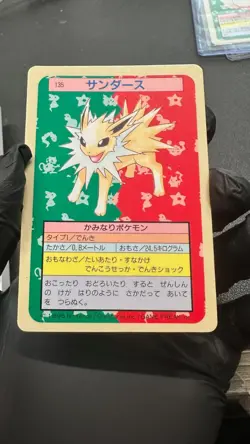 135 サンダース
かみなりポケモン
タイプ/でんき
たかさ/0.8メートル おもさ/24.5キログラム
おもなわざ/たいあたり・すなかけ
でんこうせっか・でんきショック
おこったり おどろいたり すると ぜんしん
の けが はりのように さかだって あいて
を つらぬく。